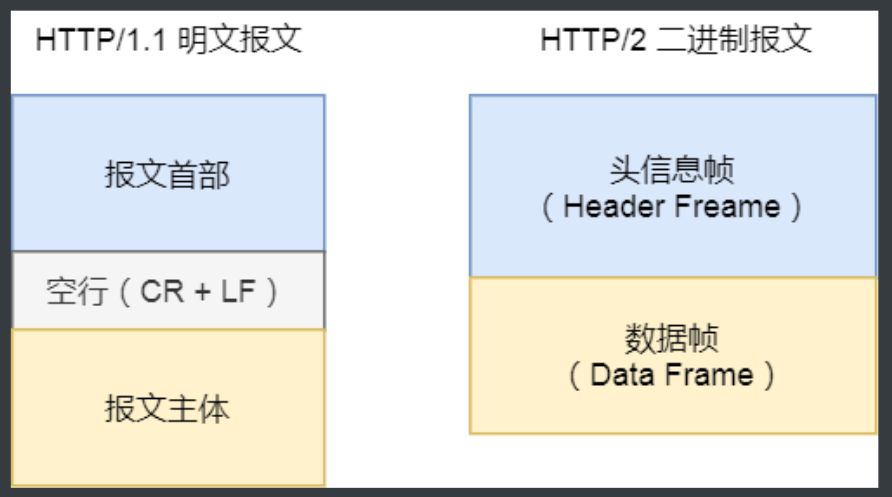 HTTP/1.1 明文报文
HTTP/2 二进制报文
报文首部
空行（CR + LF）
报文主体
头信息帧
（Header Freame）
数据帧
（Data Frame）